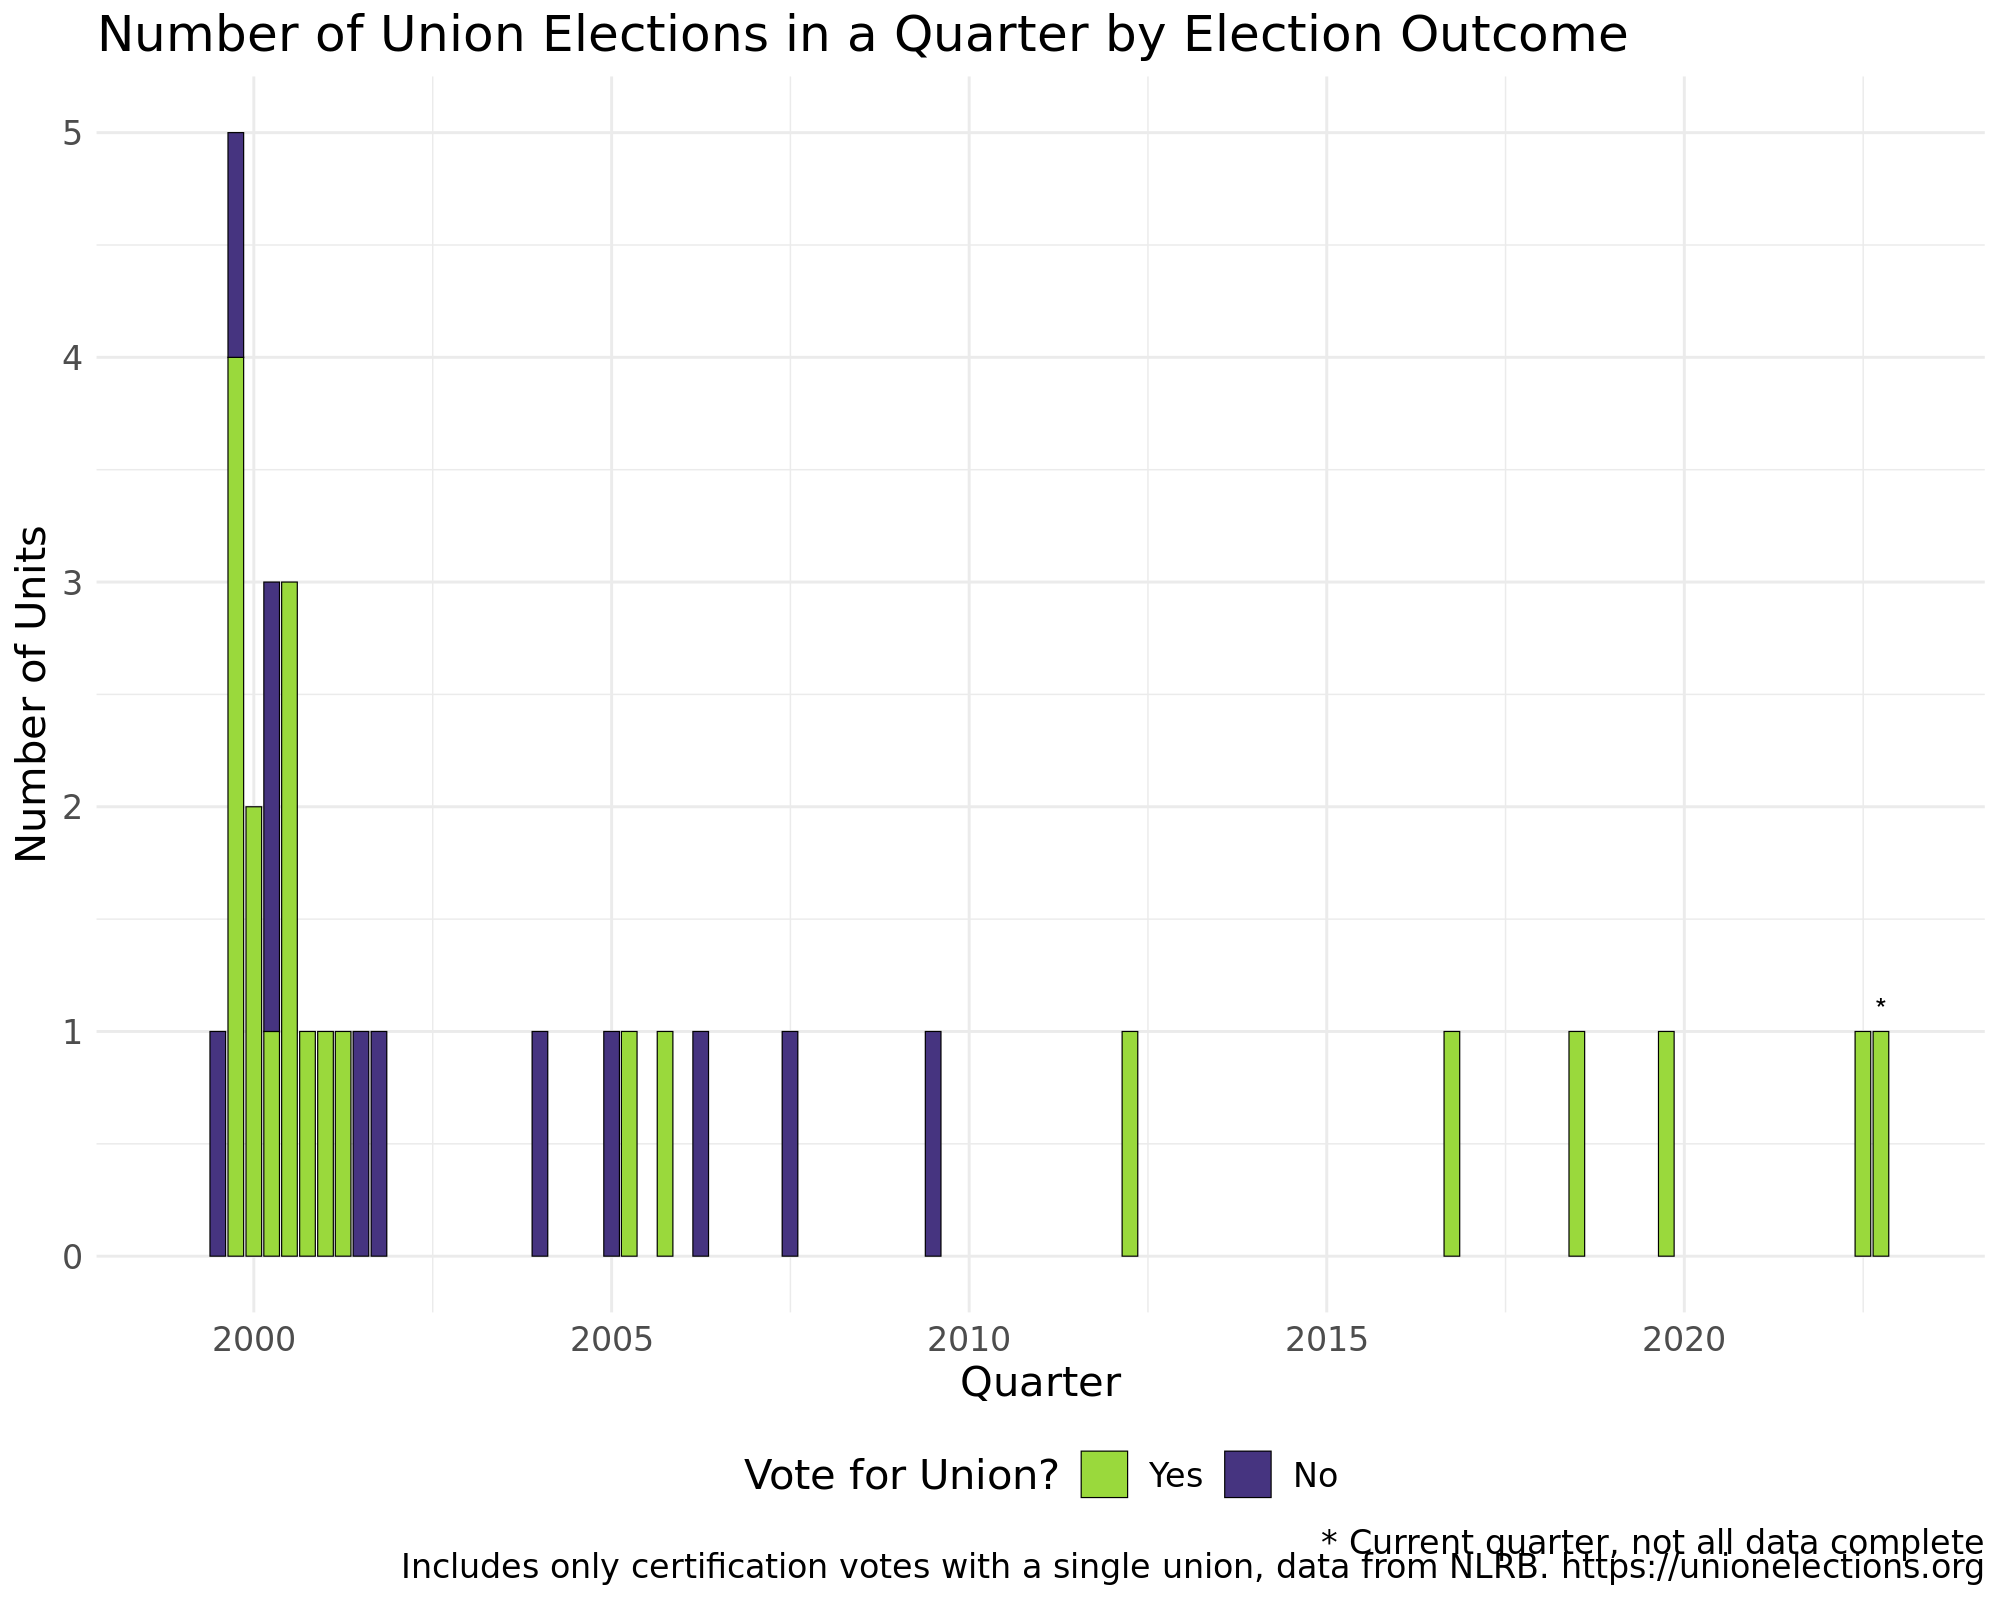 Number of Union Elections in a Quarter by Election Outcome
Number of Units
5
4
3
2
1
0
*
2000 2005 2010 2015 2020
Quarter
Vote for Union? Yes No
* Current quarter, not all data complete
Includes only certification votes with a single union, data from NLRB. https://unionelections.org